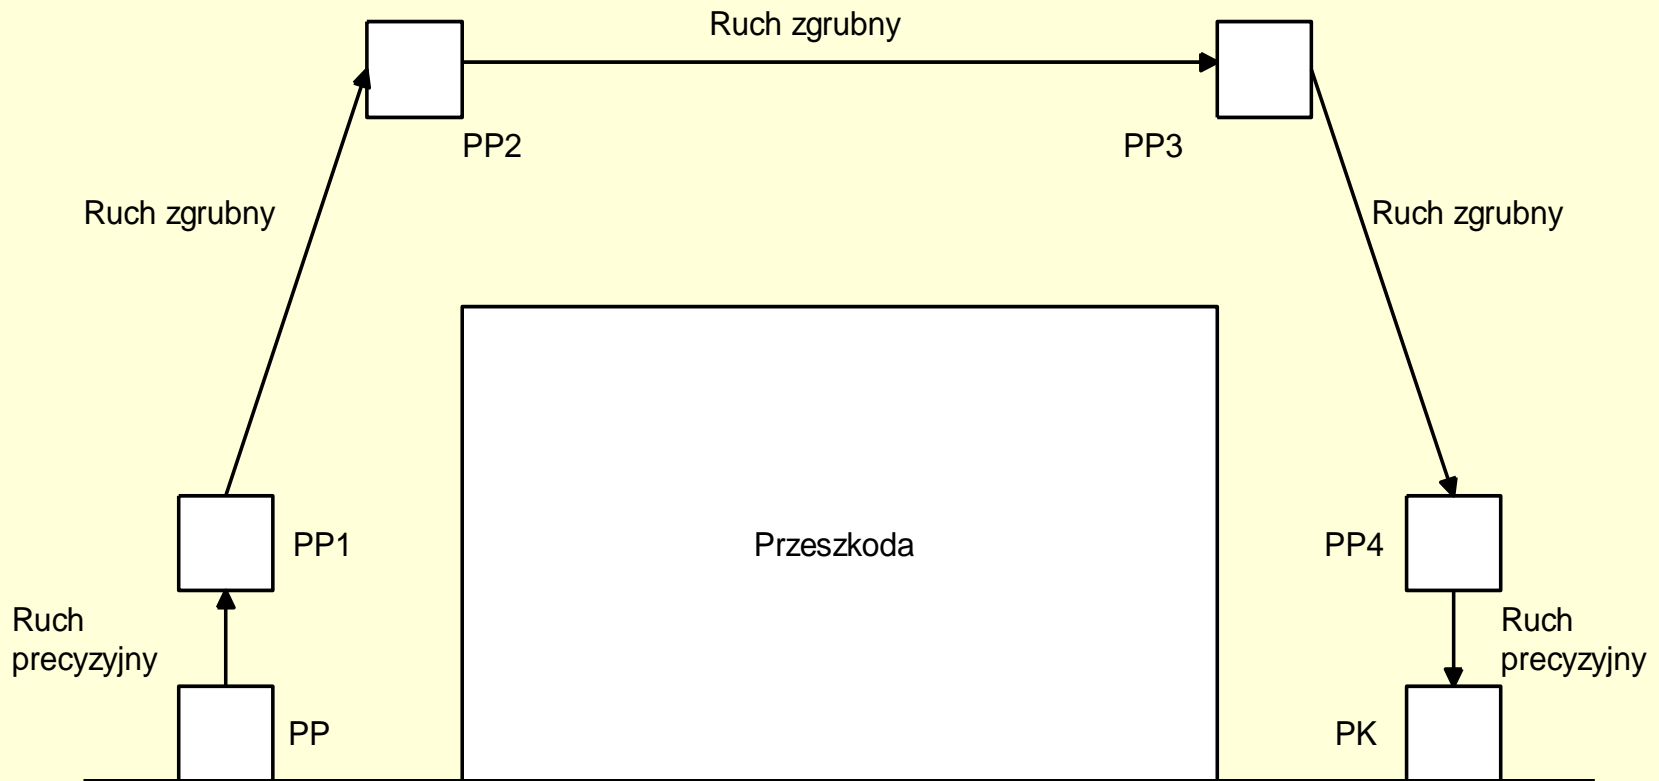 Ruch zgrubny
PP2
PP3
Ruch zgrubny
Ruch zgrubny
PP1
Przeszkoda
PP4
Ruch
precyzyjny
Ruch
precyzyjny
PP
PK